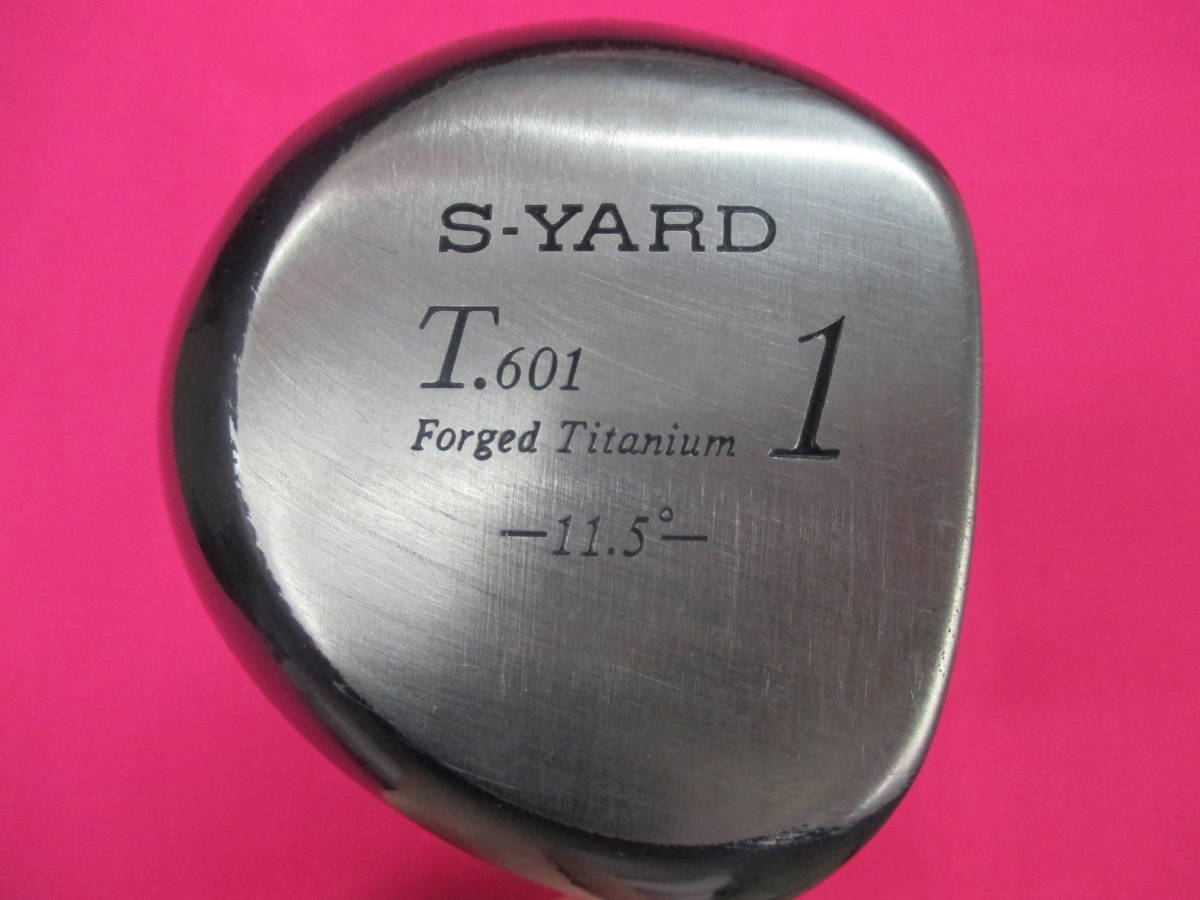 S-YARD
T.601 1
Forged Titanium
—11.5°—